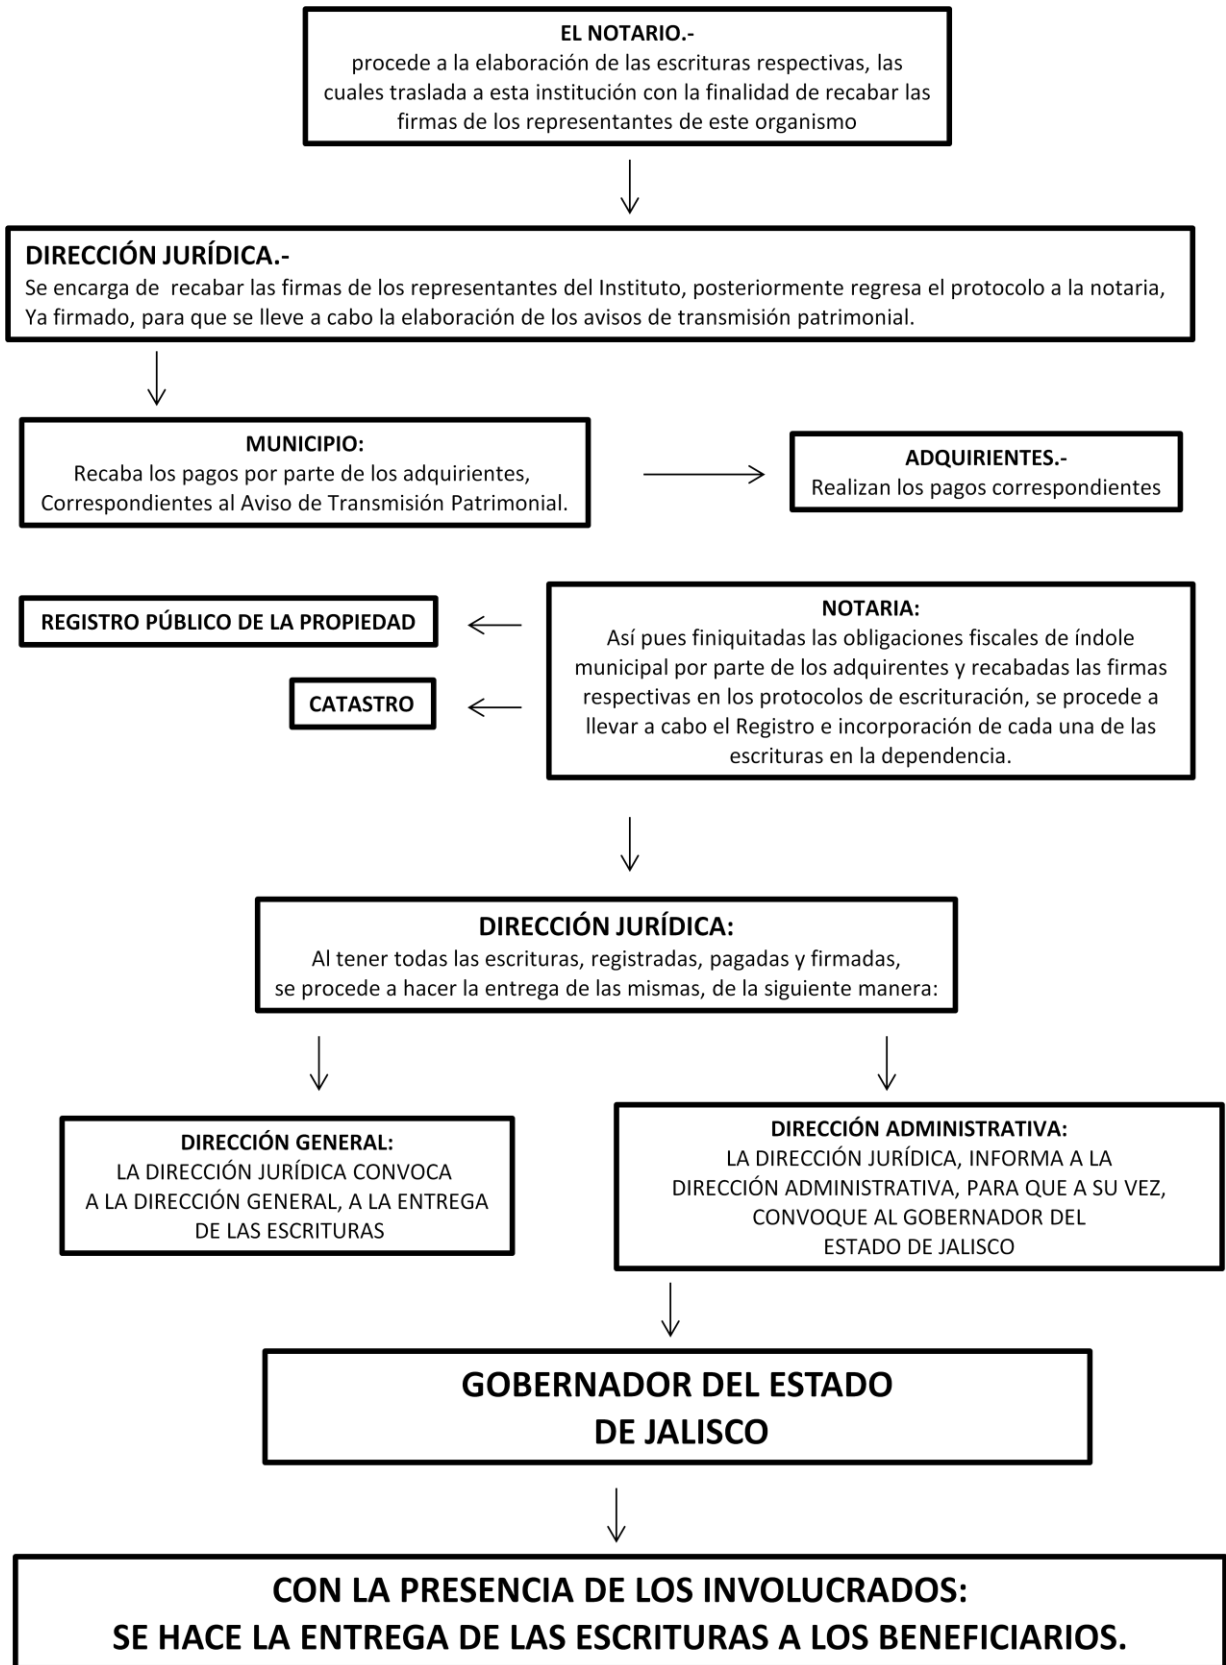 EL NOTARIO.-
procede a la elaboración de las escrituras respectivas, las
cuales traslada a esta institución con la finalidad de recabar las
firmas de los representantes de este organismo
DIRECCIÓN JURÍDICA.-
Se encarga de recabar las firmas de los representantes del Instituto, posteriormente regresa el protocolo a la notaria,
Ya firmado, para que se lleve a cabo la elaboración de los avisos de transmisión patrimonial.
MUNICIPIO:
Recaba los pagos por parte de los adquirientes,
Correspondientes al Aviso de Transmisión Patrimonial.
ADQUIRIENTES.-
Realizan los pagos correspondientes
REGISTRO PÚBLICO DE LA PROPIEDAD
CATASTRO
NOTARIA:
Así pues finiquitadas las obligaciones fiscales de índole
municipal por parte de los adquirentes y recabadas las firmas
respectivas en los protocolos de escrituración, se procede a
llevar a cabo el Registro e incorporación de cada una de las
escrituras en la dependencia.
DIRECCIÓN JURÍDICA:
Al tener todas las escrituras, registradas, pagadas y firmadas,
se procede a hacer la entrega de las mismas, de la siguiente manera:
DIRECCIÓN GENERAL:
LA DIRECCIÓN JURÍDICA CONVOCA
A LA DIRECCIÓN GENERAL, A LA ENTREGA
DE LAS ESCRITURAS
DIRECCIÓN ADMINISTRATIVA:
LA DIRECCIÓN JURÍDICA, INFORMA A LA
DIRECCIÓN ADMINISTRATIVA, PARA QUE A SU VEZ,
CONVOQUE AL GOBERNADOR DEL
ESTADO DE JALISCO
GOBERNADOR DEL ESTADO
DE JALISCO
CON LA PRESENCIA DE LOS INVOLUCRADOS:
SE HACE LA ENTREGA DE LAS ESCRITURAS A LOS BENEFICIARIOS.